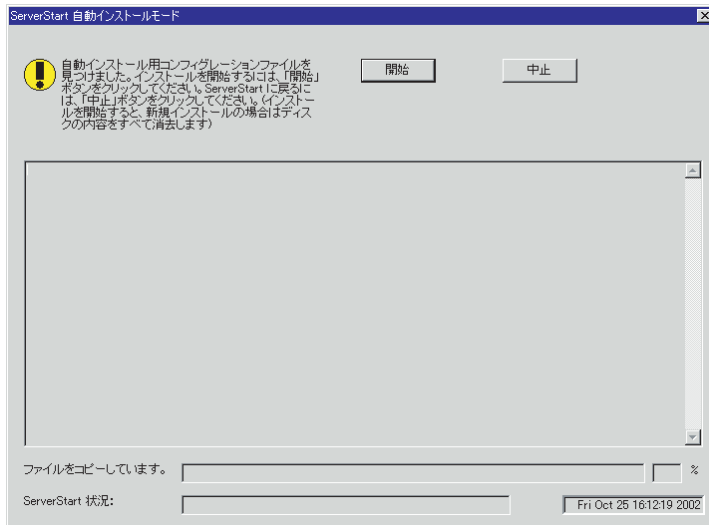 ServerStart 自動インストールモード
自動インストール用コンフィグレーションファイルを
見つけました。インストールを開始するには、「開始」
ボタンをクリックしてください。ServerStart に戻るに
は、「中止」ボタンをクリックしてください。(インストー
ルを開始すると、新規インストールの場合はディス
クの内容をすべて消去します)
開始
中止
ファイルをコピーしています。
%
ServerStart 状況:
Fri Oct 25 16:12:19 2002